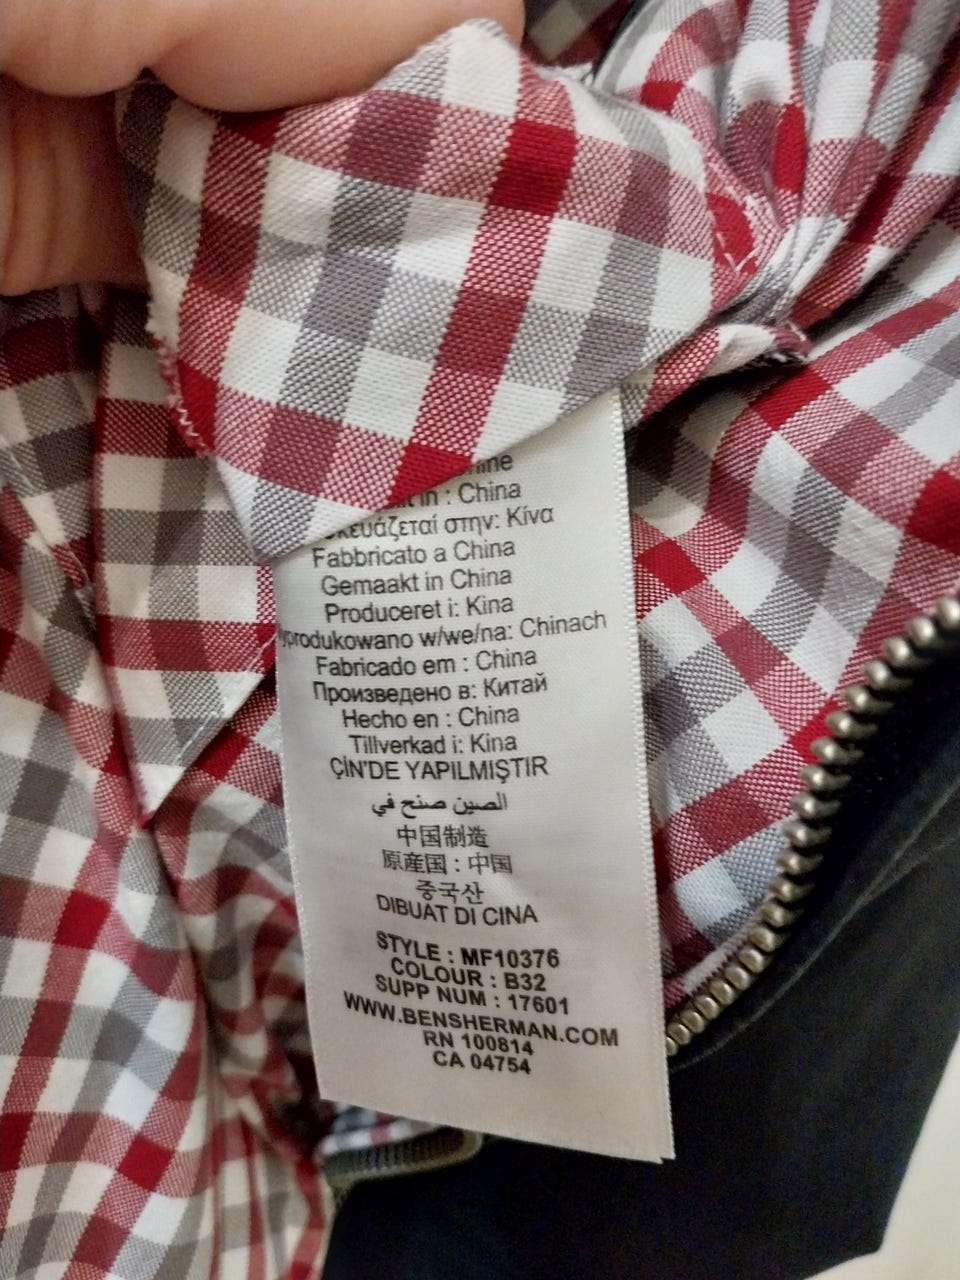 in : China
στην: Κίνα
Fabbricato a China
Gemaakt in China
Produceret i: Kina
w/we/na: Chinach
Fabricado em : China
Произведено в: Китай
Hecho en : China
Tillverkad i: Kina
ÇİN'DE YAPILMIŞTIR
الصين صنع في
中国制造
原産国 : 中国
중국산
DIBUAT DI CINA
STYLE : MF10376
COLOUR : B32
SUPP NUM : 17601
WWW.BENSHERMAN.COM
RN 100814
CA 04754